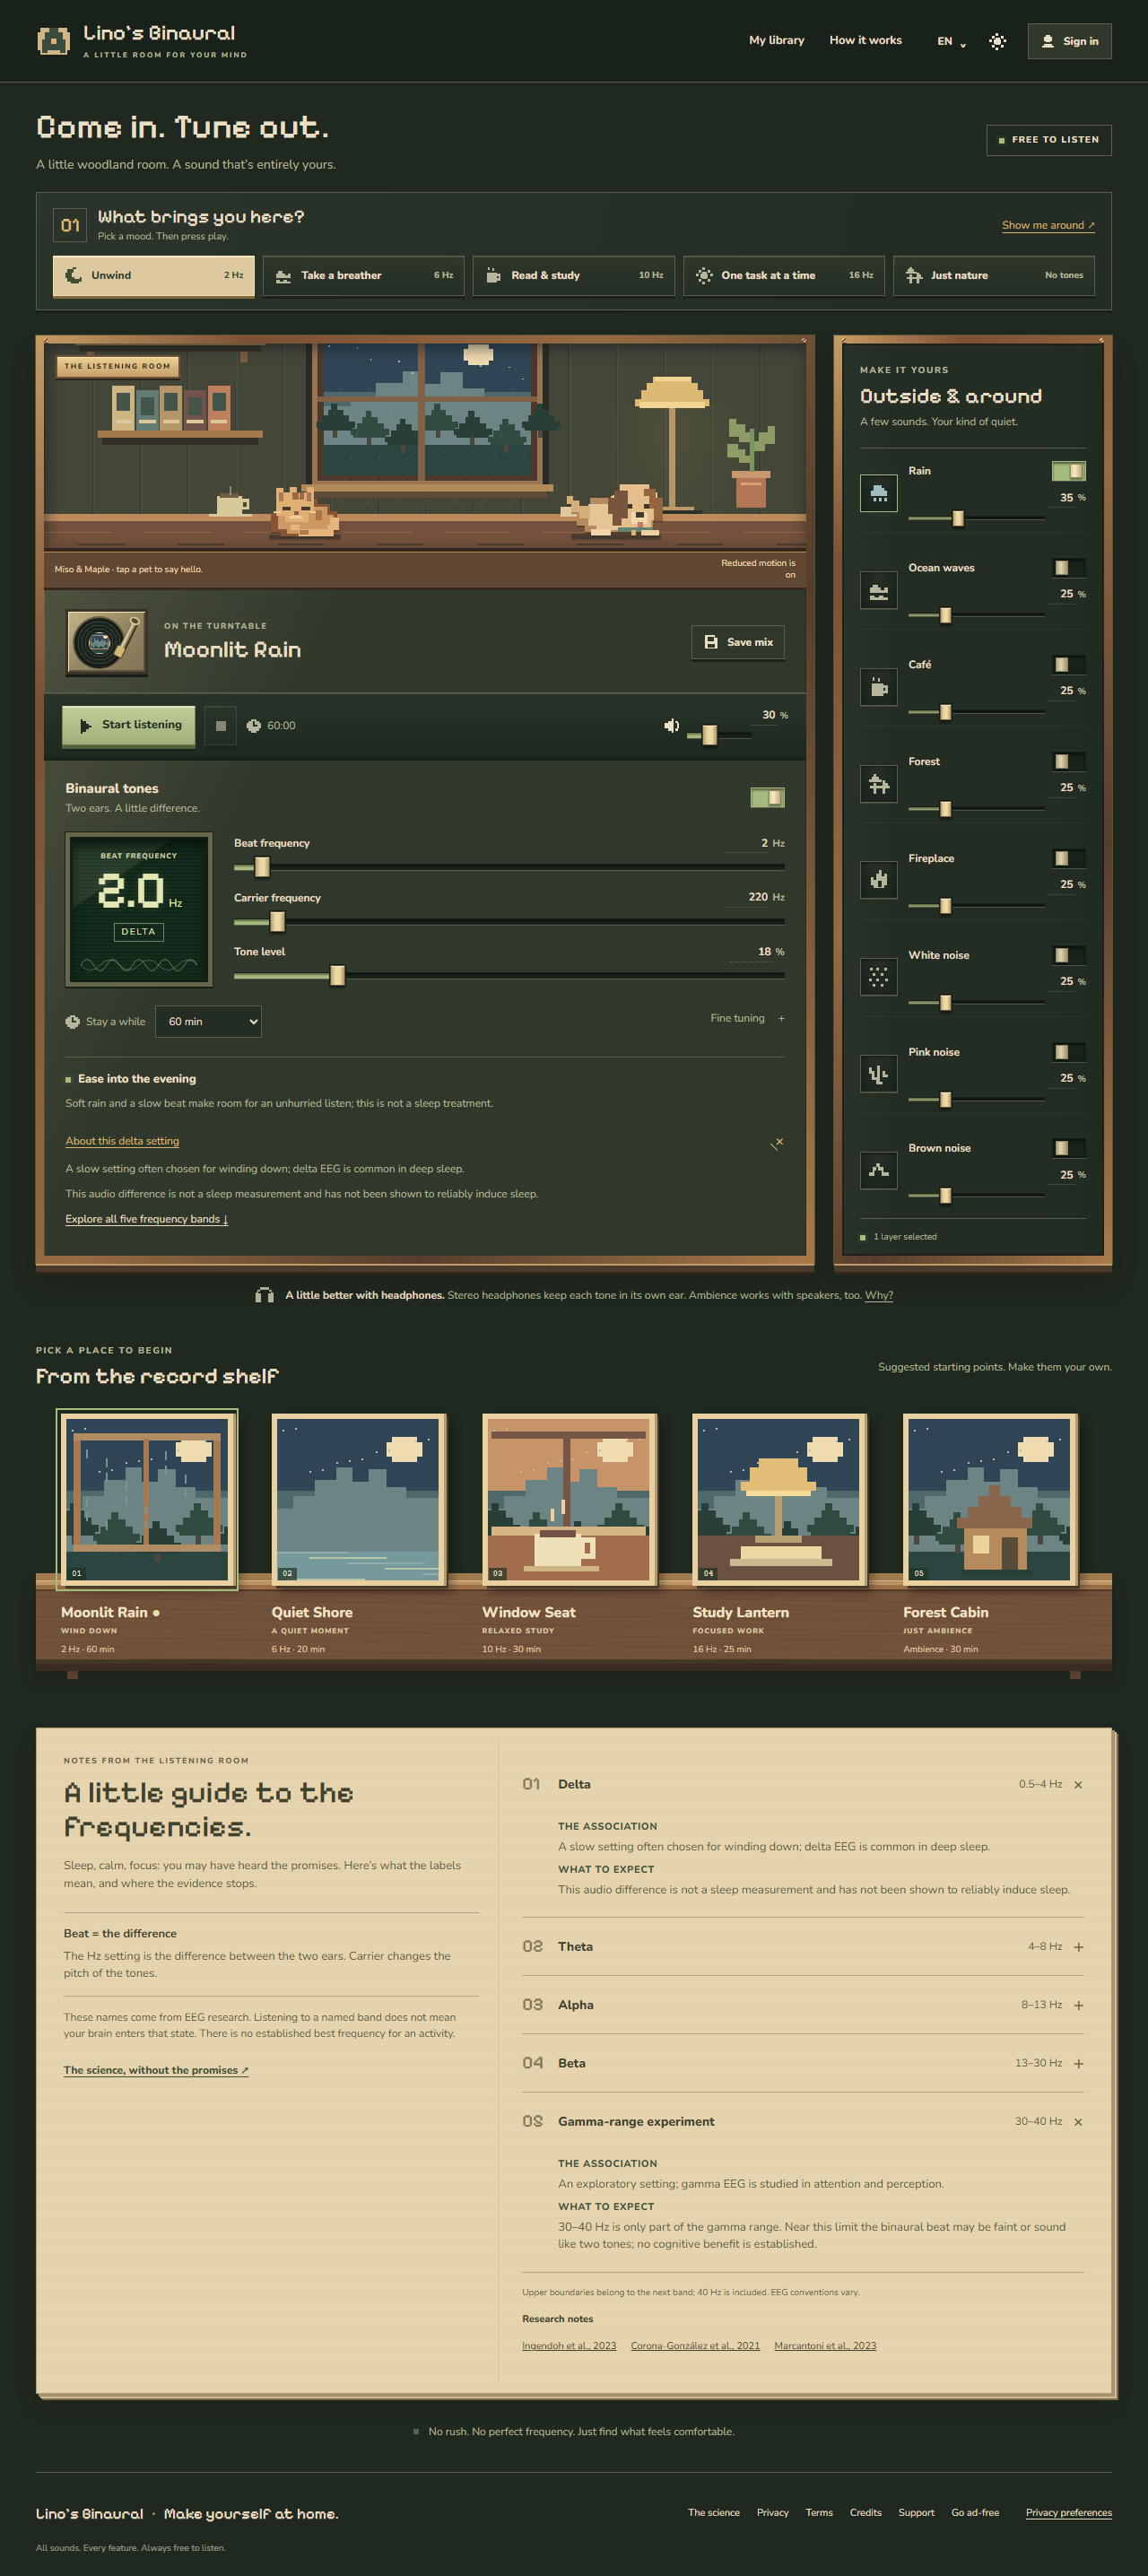 Lino's Binaural
A LITTLE ROOM FOR YOUR MIND
My library
How it works
EN
Sign in
Come in. Tune out.
A little woodland room. A sound that's entirely yours.
FREE TO LISTEN
01
What brings you here?
Pick a mood. Then press play.
Show me around ↗
Unwind 2 Hz
Take a breather 6 Hz
Read & study 10 Hz
One task at a time 16 Hz
Just nature No tones
THE LISTENING ROOM
Miso & Maple · tap a pet to say hello.
Reduced motion is
on
ON THE TURNTABLE
Moonlit Rain
Save mix
Start listening
60:00
30 %
Binaural tones
Two ears. A little difference.
BEAT FREQUENCY
2.0 Hz
DELTA
Beat frequency 2 Hz
Carrier frequency 220 Hz
Tone level 18 %
Stay a while 60 min
Fine tuning +
Ease into the evening
Soft rain and a slow beat make room for an unhurried listen; this is not a sleep treatment.
About this delta setting
A slow setting often chosen for winding down; delta EEG is common in deep sleep.
This audio difference is not a sleep measurement and has not been shown to reliably induce sleep.
Explore all five frequency bands ↓
MAKE IT YOURS
Outside & around
A few sounds. Your kind of quiet.
Rain
35 %
Ocean waves
25 %
Café
25 %
Forest
25 %
Fireplace
25 %
White noise
25 %
Pink noise
25 %
Brown noise
25 %
1 layer selected
A little better with headphones. Stereo headphones keep each tone in its own ear. Ambience works with speakers, too. Why?
PICK A PLACE TO BEGIN
From the record shelf
Suggested starting points. Make them your own.
01
Moonlit Rain
WIND DOWN
2 Hz · 60 min
02
Quiet Shore
A QUIET MOMENT
6 Hz · 20 min
03
Window Seat
RELAXED STUDY
10 Hz · 30 min
04
Study Lantern
FOCUSED WORK
16 Hz · 25 min
05
Forest Cabin
JUST AMBIENCE
Ambience · 30 min
NOTES FROM THE LISTENING ROOM
A little guide to the
frequencies.
Sleep, calm, focus: you may have heard the promises. Here's what the labels
mean, and where the evidence stops.
Beat = the difference
The Hz setting is the difference between the two ears. Carrier changes the
pitch of the tones.
These names come from EEG research. Listening to a named band does not mean
your brain enters that state. There is no established best frequency for an activity.
The science, without the promises ↗
01 Delta 0.5–4 Hz ×
THE ASSOCIATION
A slow setting often chosen for winding down; delta EEG is common in deep sleep.
WHAT TO EXPECT
This audio difference is not a sleep measurement and has not been shown to reliably induce sleep.
02 Theta 4–8 Hz +
03 Alpha 8–13 Hz +
04 Beta 13–30 Hz +
05 Gamma-range experiment 30–40 Hz ×
THE ASSOCIATION
An exploratory setting; gamma EEG is studied in attention and perception.
WHAT TO EXPECT
30–40 Hz is only part of the gamma range. Near this limit the binaural beat may be faint or sound
like two tones; no cognitive benefit is established.
Upper boundaries belong to the next band; 40 Hz is included. EEG conventions vary.
Research notes
Ingendoh et al., 2023
Corona-González et al., 2021
Marcantoni et al., 2023
No rush. No perfect frequency. Just find what feels comfortable.
Lino's Binaural · Make yourself at home.
The science
Privacy
Terms
Credits
Support
Go ad-free
Privacy preferences
All sounds. Every feature. Always free to listen.